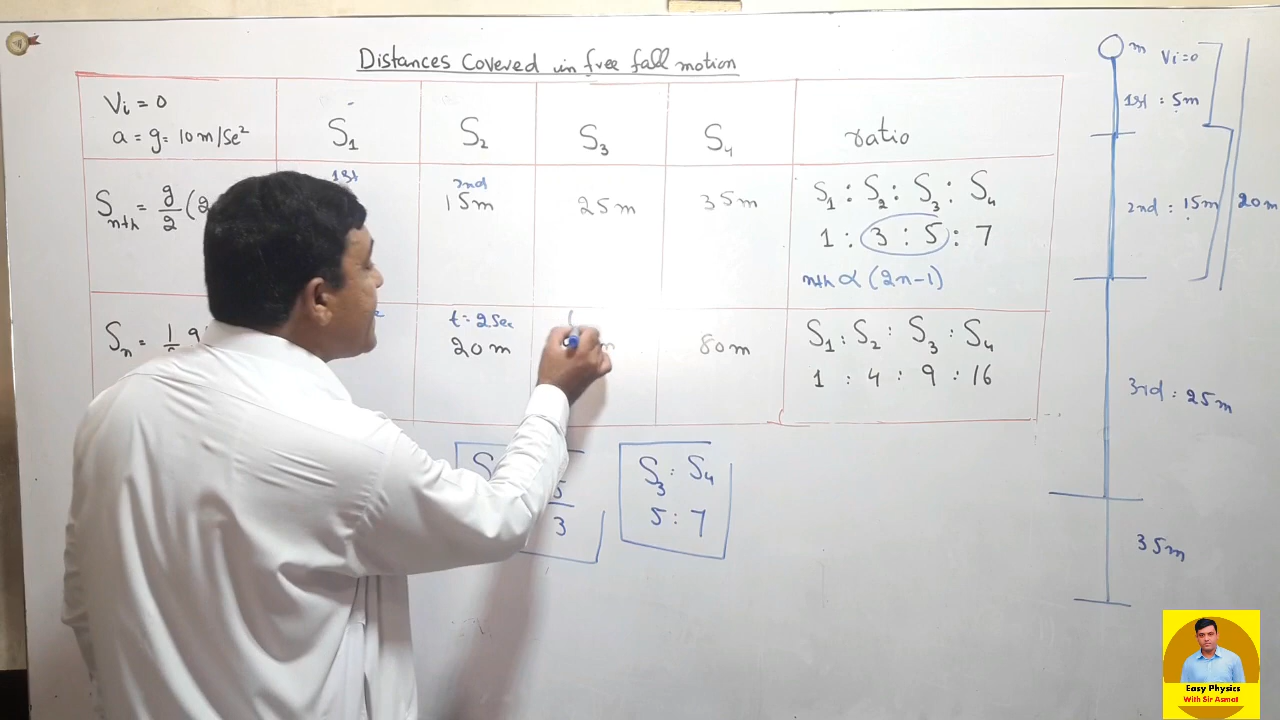 Distances Covered in free fall motion
Vi = 0
a = g = 10 m/Se²
S₁
S₂
S₃
S₄
ratio
Sₙₜₕ = g/2 (2
1st
2nd
15m
25m
35m
S₁ : S₂ : S₃ : S₄
1 : 3 : 5 : 7
nth ∝ (2n-1)
Sₙ = 1
t = 2Sec
20m
m
80m
S₁ : S₂ : S₃ : S₄
1 : 4 : 9 : 16
S
5
3
S₃ : S₄
5 : 7
m
Vi = 0
1st : 5m
2nd : 15m
20m
3rd : 25m
35m
Easy Physics
With Sir Asmat